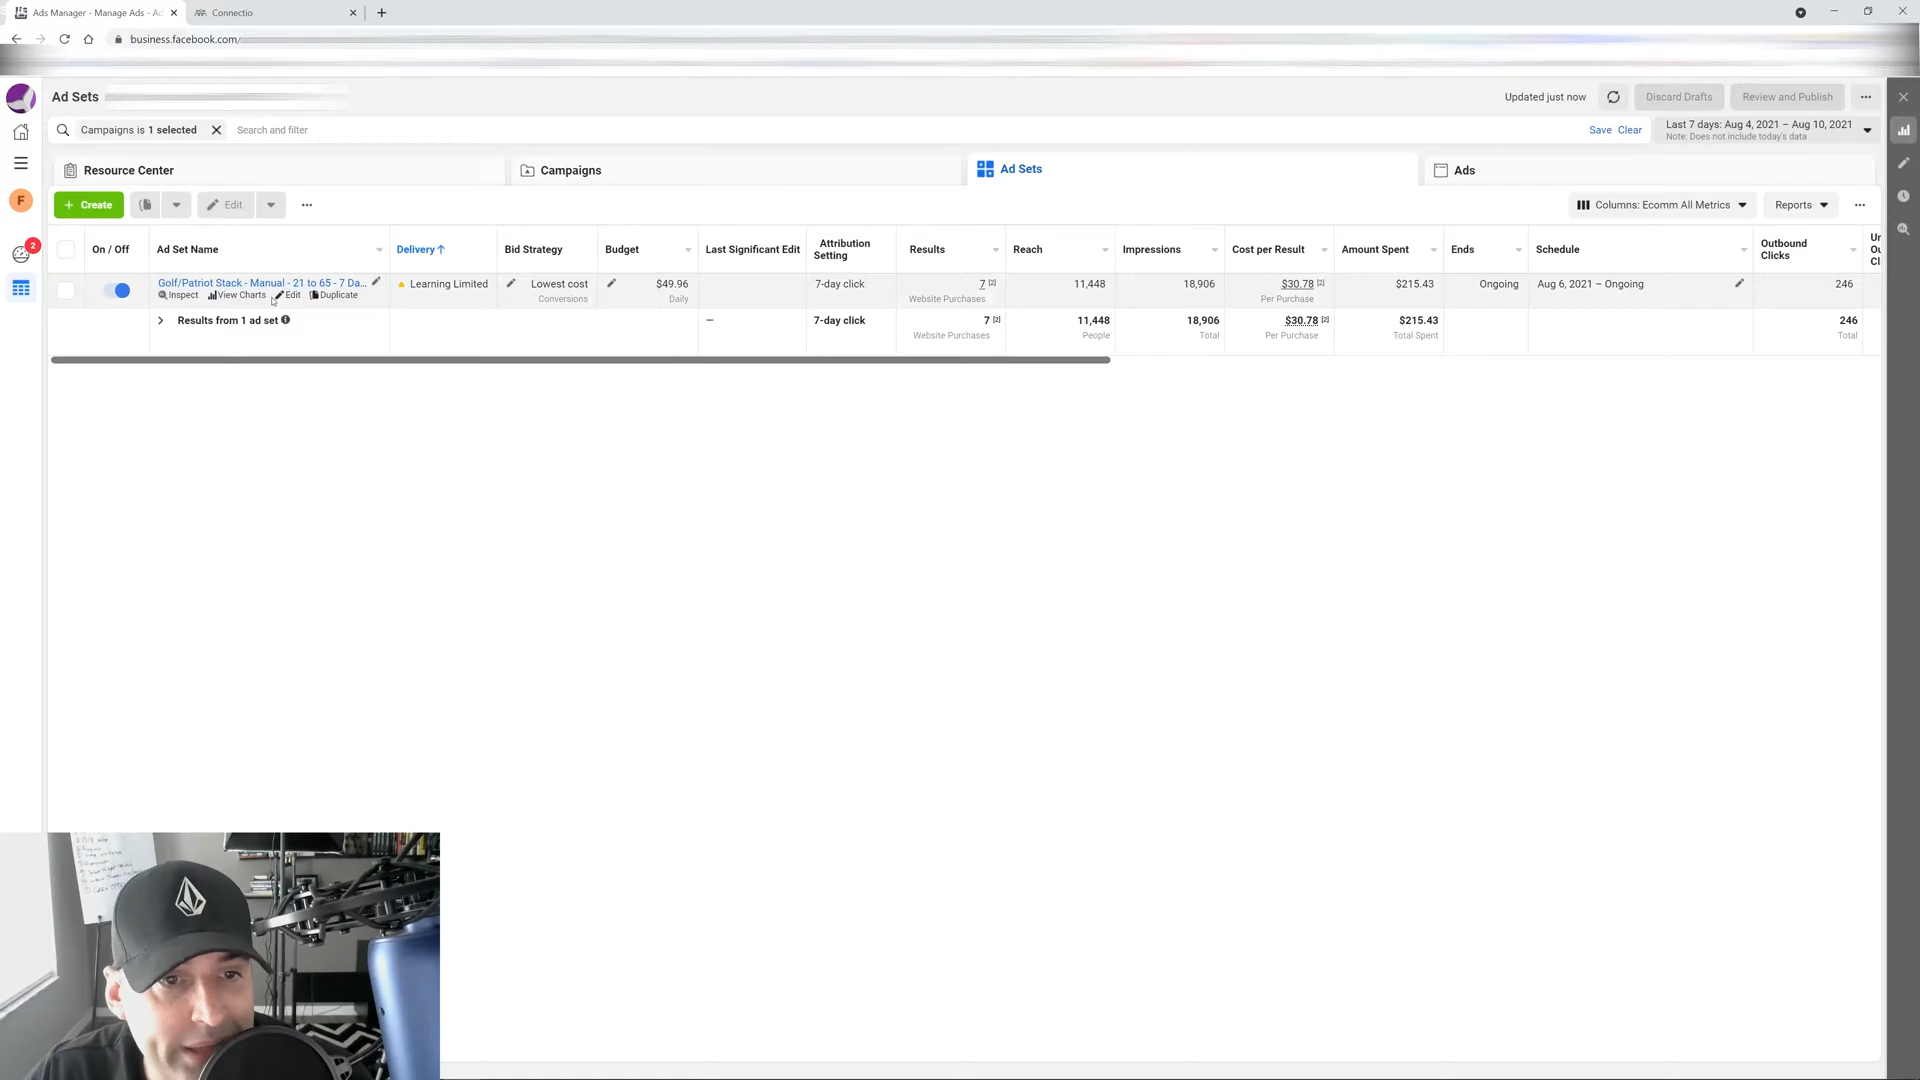 Ads Manager - Manage Ads - Ad
Connectio
business.facebook.com/
Ad Sets
Updated just now
Discard Drafts
Review and Publish
Campaigns is 1 selected
Search and filter
Save Clear
Last 7 days: Aug 4, 2021 – Aug 10, 2021
Note: Does not include today's data
Resource Center
Campaigns
Ad Sets
Ads
F
+ Create
Edit
Columns: Ecomm All Metrics
Reports
2
On / Off
Ad Set Name
Delivery ↑
Bid Strategy
Budget
Last Significant Edit
Attribution Setting
Results
Reach
Impressions
Cost per Result
Amount Spent
Ends
Schedule
Outbound Clicks
Golf/Patriot Stack - Manual - 21 to 65 - 7 Da...
Inspect View Charts Edit Duplicate
Learning Limited
Lowest cost
Conversions
$49.96
Daily
7-day click
7 [2]
Website Purchases
11,448
18,906
$30.78 [2]
Per Purchase
$215.43
Ongoing
Aug 6, 2021 – Ongoing
246
Results from 1 ad set
—
7-day click
7 [2]
Website Purchases
11,448
People
18,906
Total
$30.78 [2]
Per Purchase
$215.43
Total Spent
246
Total